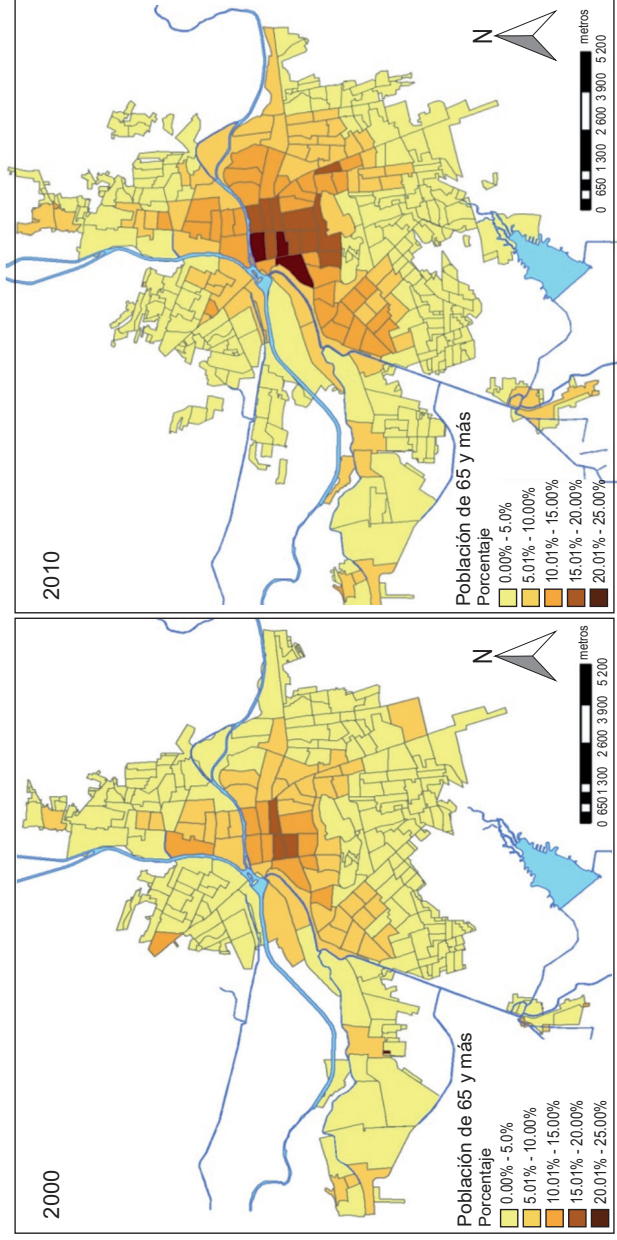 2000
Población de 65 y más
Porcentaje
0.00% - 5.0%
5.01% - 10.00%
10.01% - 15.00%
15.01% - 20.00%
20.01% - 25.00%
N
metros
0 650 1 300 2 600 3 900 5 200
2010
Población de 65 y más
Porcentaje
0.00% - 5.0%
5.01% - 10.00%
10.01% - 15.00%
15.01% - 20.00%
20.01% - 25.00%
N
metros
0 650 1 300 2 600 3 900 5 200